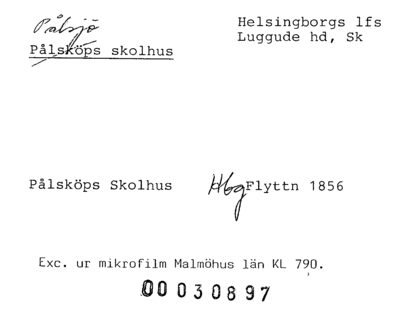 Pålsjö
Helsingborgs lfs
Luggude hd, Sk
Pålsköps skolhus
Pålsköps Skolhus Hbg Flyttn 1856
Exc. ur mikrofilm Malmöhus län KL 790.
00030897